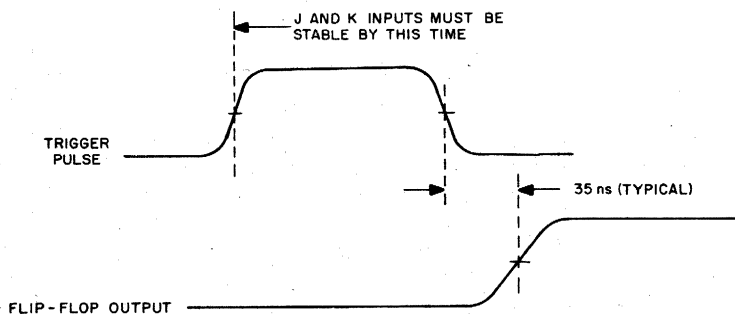 J AND K INPUTS MUST BE
STABLE BY THIS TIME
TRIGGER
PULSE
35 ns (TYPICAL)
FLIP-FLOP OUTPUT